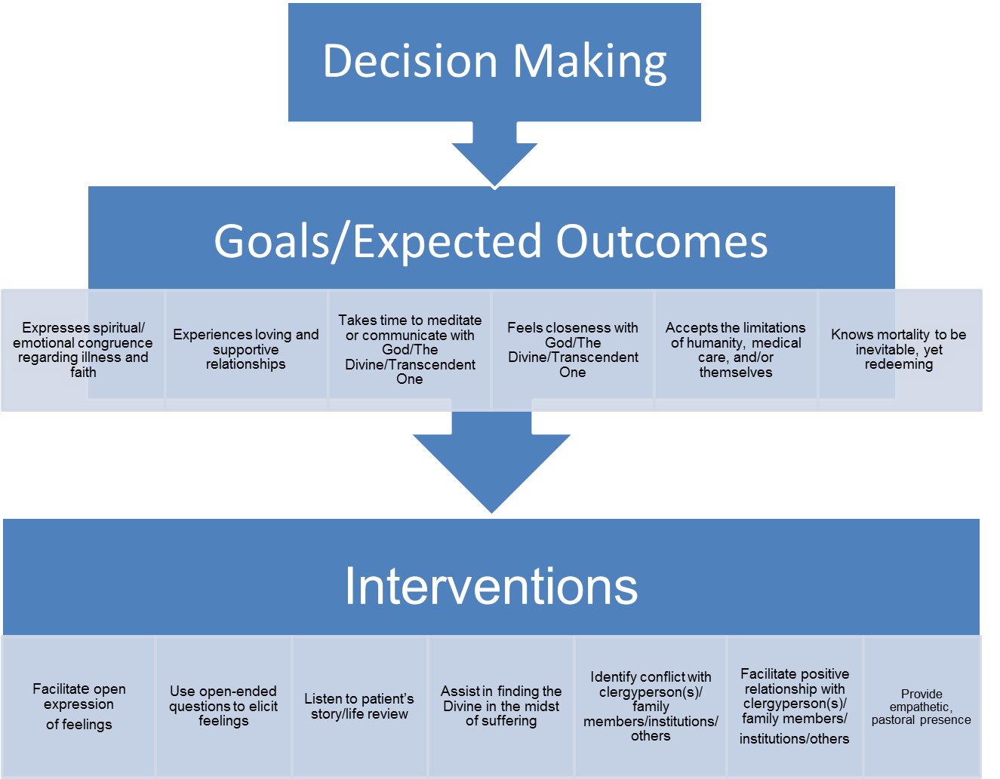 Decision Making
Goals/Expected Outcomes
Expresses spiritual/
emotional congruence
regarding illness and
faith
Experiences loving and
supportive
relationships
Takes time to meditate
or communicate with
God/The
Divine/Transcendent
One
Feels closeness with
God/The
Divine/Transcendent
One
Accepts the limitations
of humanity, medical
care, and/or
themselves
Knows mortality to be
inevitable, yet
redeeming
Interventions
Facilitate open
expression
of feelings
Use open-ended
questions to elicit
feelings
Listen to patient’s
story/life review
Assist in finding the
Divine in the midst
of suffering
Identify conflict with
clergyperson(s)/
family
members/institutions/
others
Facilitate positive
relationship with
clergyperson(s)/
family members/
institutions/others
Provide
empathetic,
pastoral presence